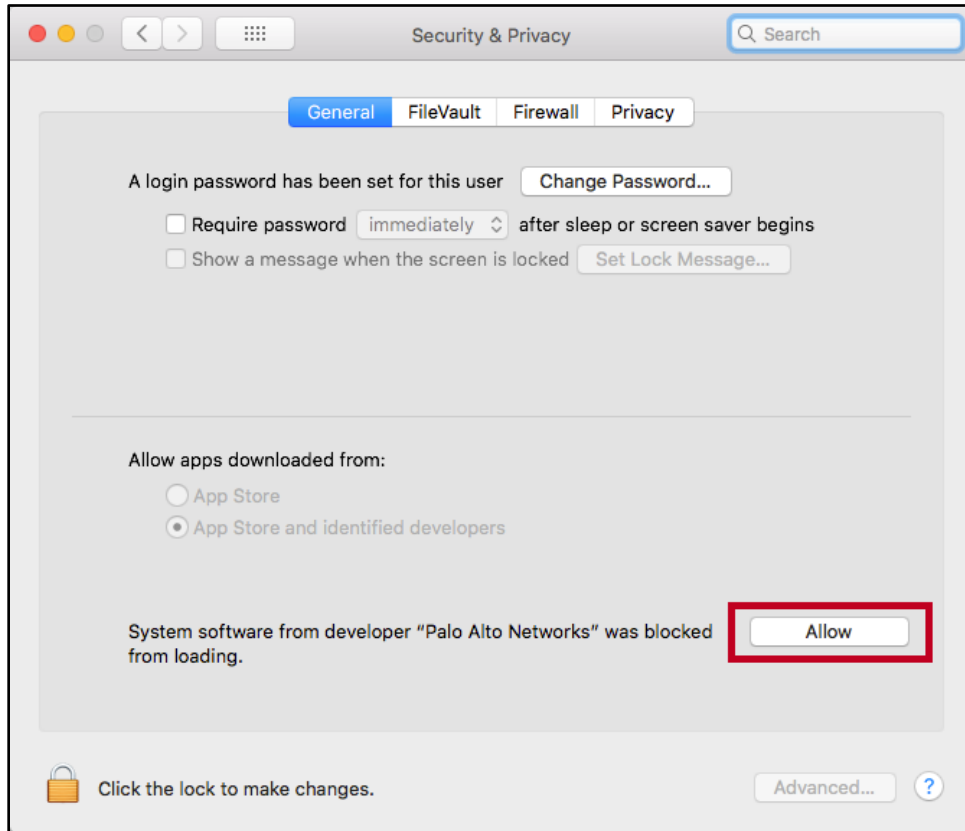 Security & Privacy
Search
General FileVault Firewall Privacy
A login password has been set for this user Change Password...
Require password immediately after sleep or screen saver begins
Show a message when the screen is locked Set Lock Message...
Allow apps downloaded from:
App Store
App Store and identified developers
System software from developer “Palo Alto Networks” was blocked Allow
from loading.
Click the lock to make changes. Advanced... ?